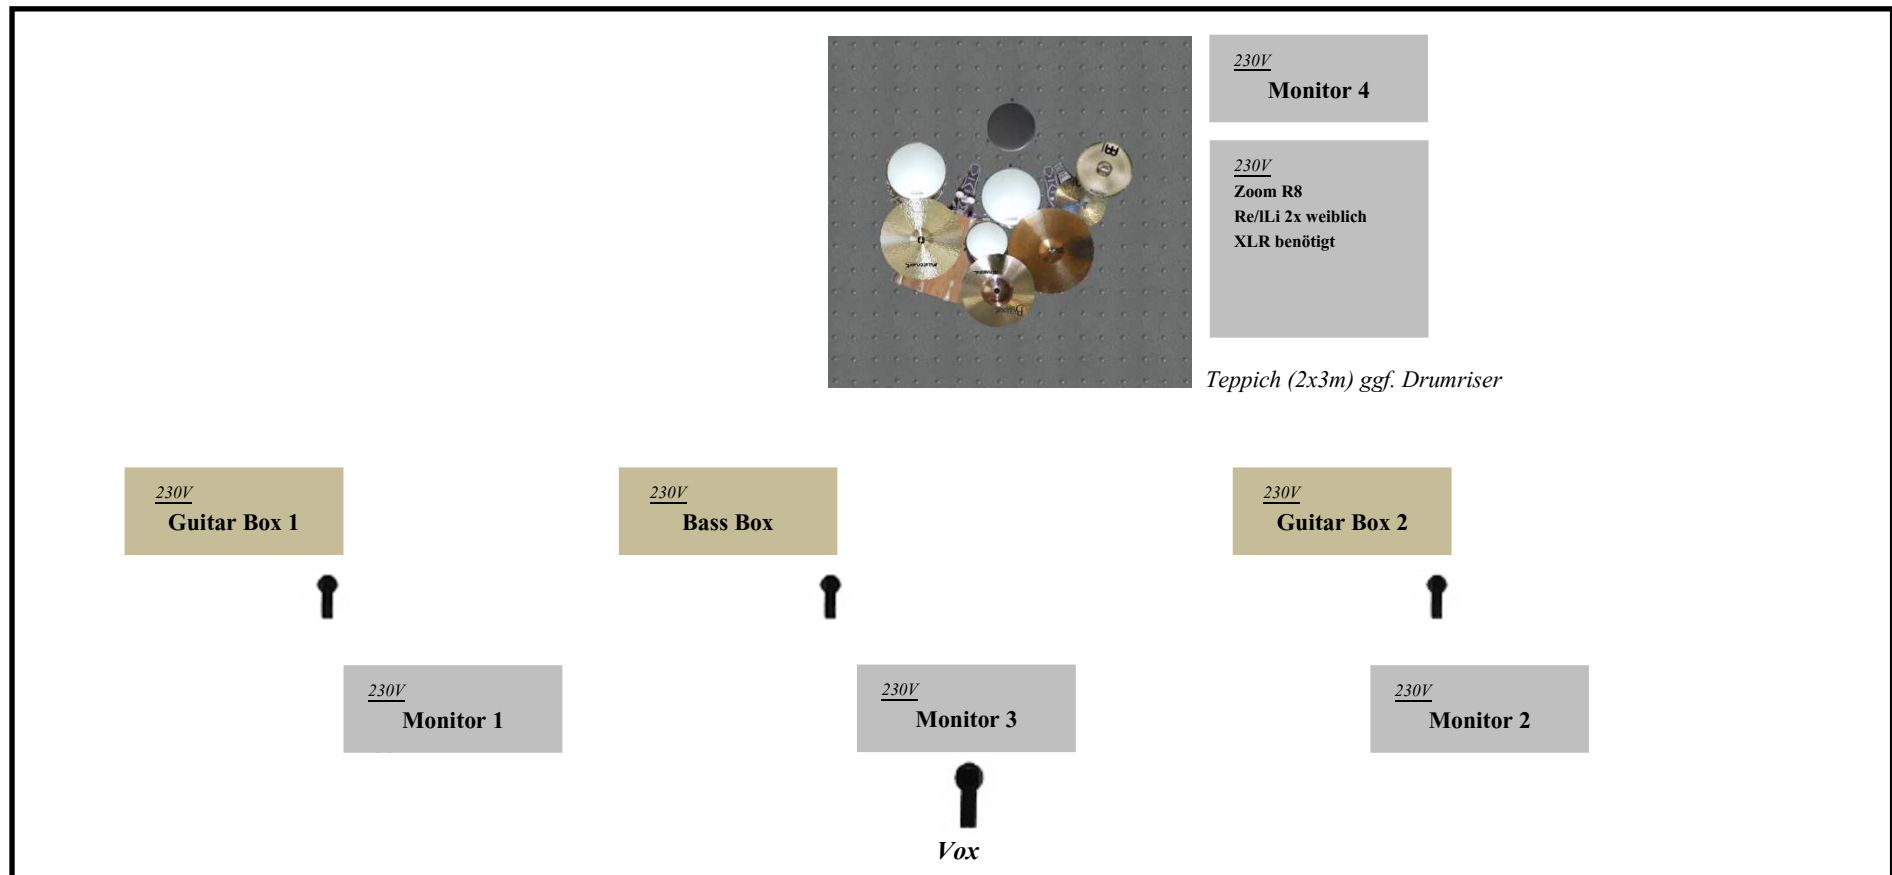 230V
Monitor 4
230V
Zoom R8
Re/lLi 2x weiblich
XLR benötigt
Teppich (2x3m) ggf. Drumriser
230V
Guitar Box 1
230V
Bass Box
230V
Guitar Box 2
230V
Monitor 1
230V
Monitor 3
230V
Monitor 2
Vox